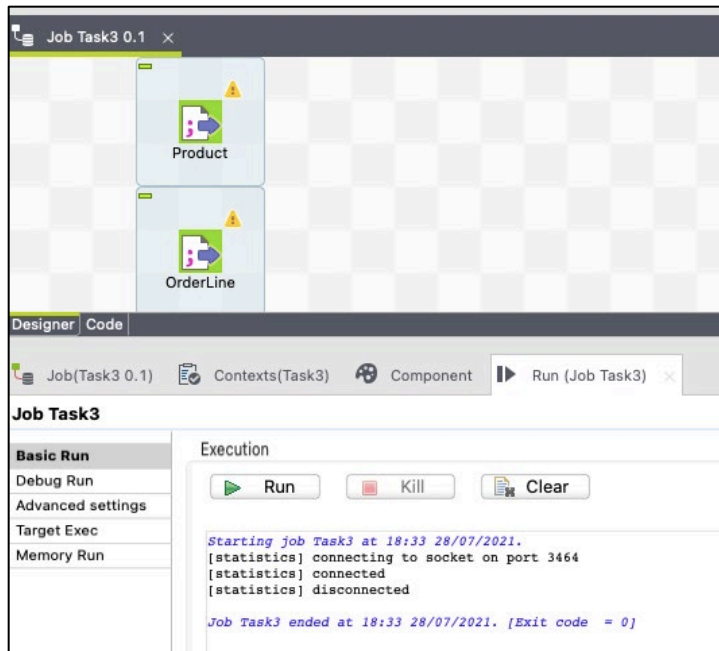 Job Task3 0.1
Product
OrderLine
Designer Code
Job(Task3 0.1) Contexts(Task3) Component Run (Job Task3)
Job Task3
Basic Run
Debug Run
Advanced settings
Target Exec
Memory Run
Execution
Run Kill Clear
Starting job Task3 at 18:33 28/07/2021.
[statistics] connecting to socket on port 3464
[statistics] connected
[statistics] disconnected
Job Task3 ended at 18:33 28/07/2021. [Exit code = 0]